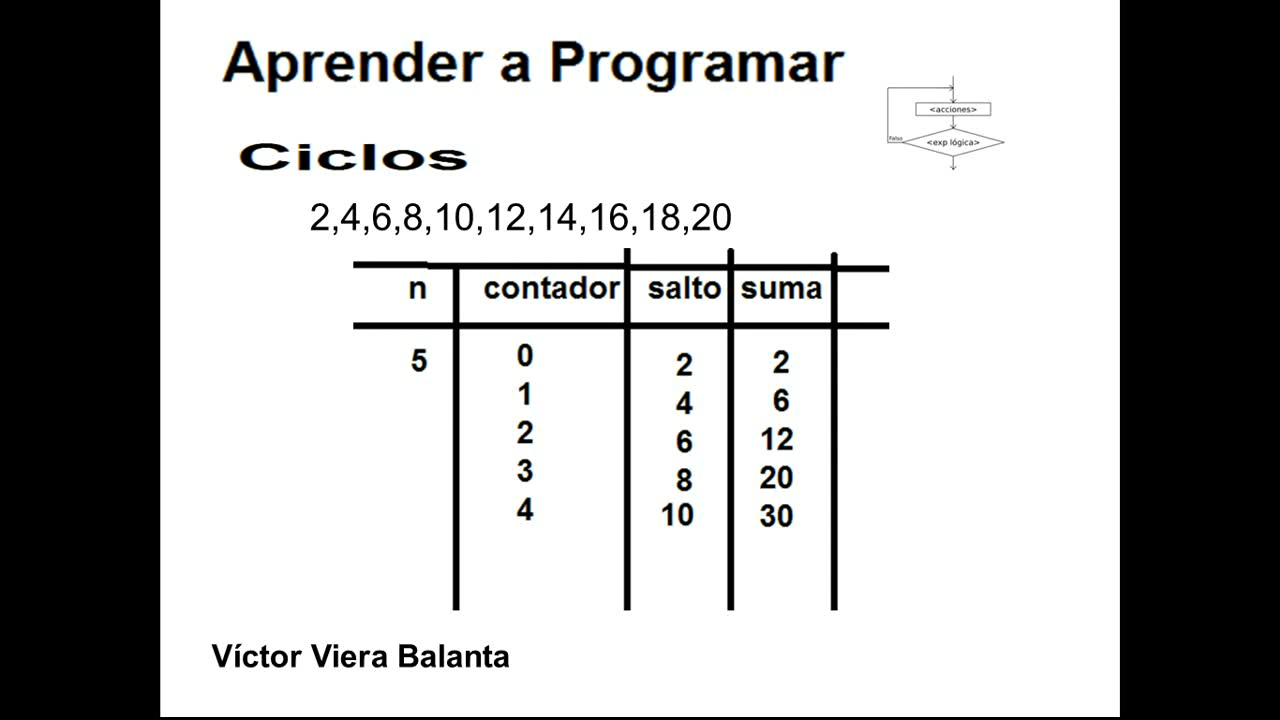 Aprender a Programar
<acciones>
Falso
<exp lógica>
Ciclos
2,4,6,8,10,12,14,16,18,20
n contador salto suma
5 0 2 2
1 4 6
2 6 12
3 8 20
4 10 30
Víctor Viera Balanta